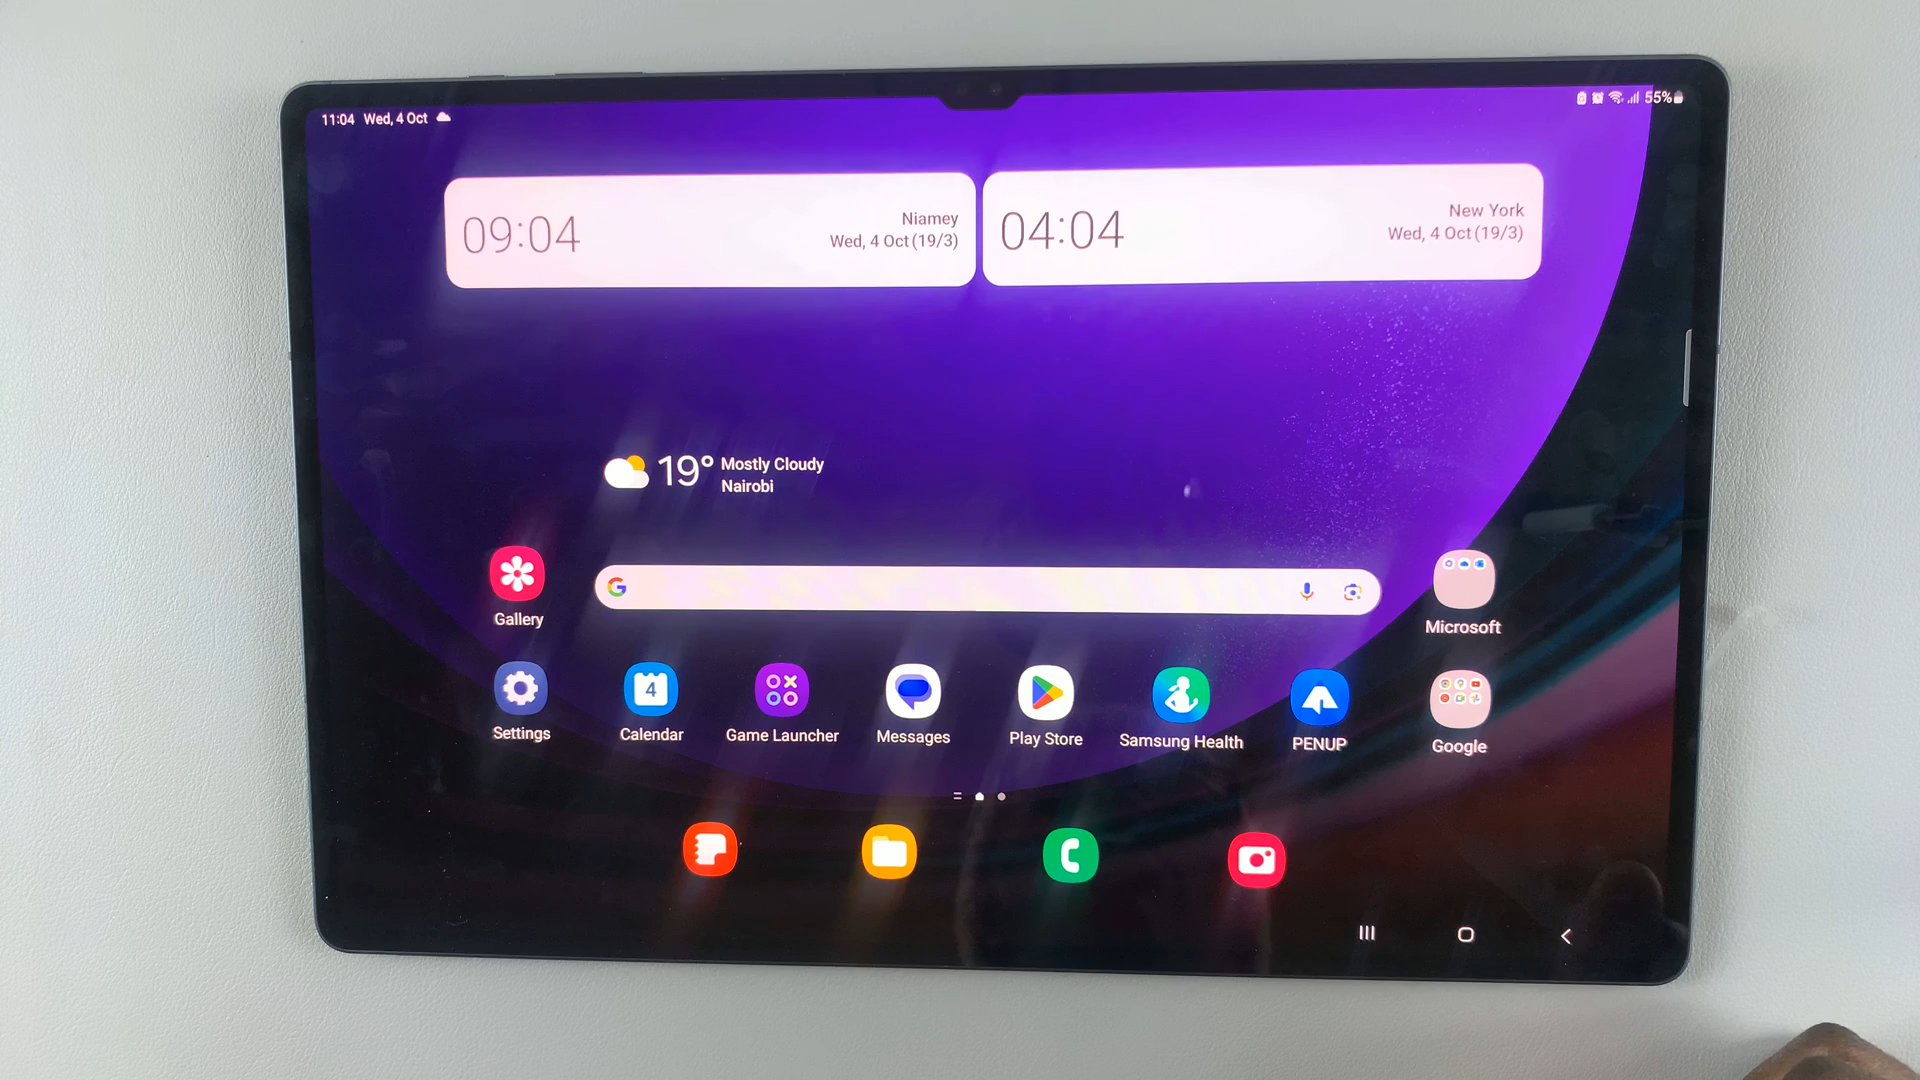 11:04 Wed, 4 Oct
55%
09:04
Niamey
Wed, 4 Oct (19/3)
04:04
New York
Wed, 4 Oct (19/3)
19° Mostly Cloudy
Nairobi
G
Gallery
Microsoft
4
Settings
Calendar
Game Launcher
Messages
Play Store
Samsung Health
PENUP
Google